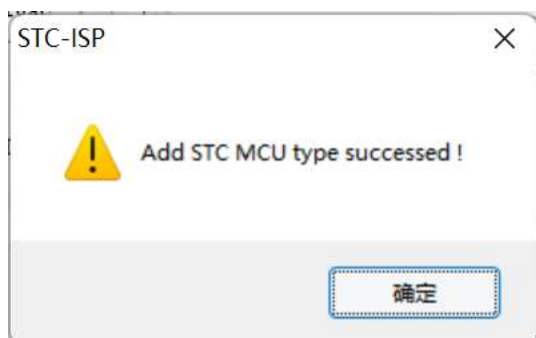 STC-ISP
Add STC MCU type successed !
确定